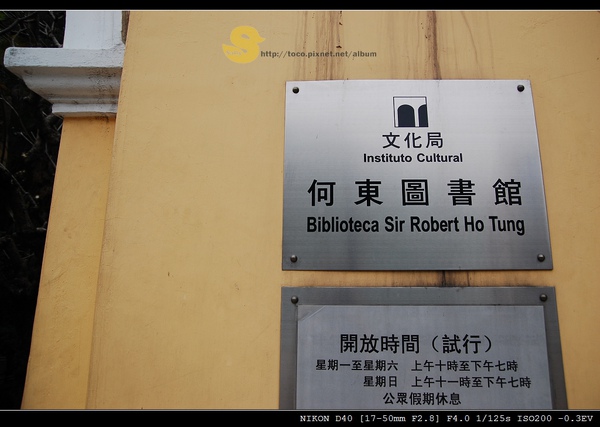 http://toco.pixnet.net/album
文化局
Instituto Cultural
何東圖書館
Biblioteca Sir Robert Ho Tung
開放時間（試行）
星期一至星期六 上午十時至下午七時
星期日 上午十一時至下午七時
公眾假期休息
NIKON D40 [17-50mm F2.8] F4.0 1/125s ISO200 -0.3EV